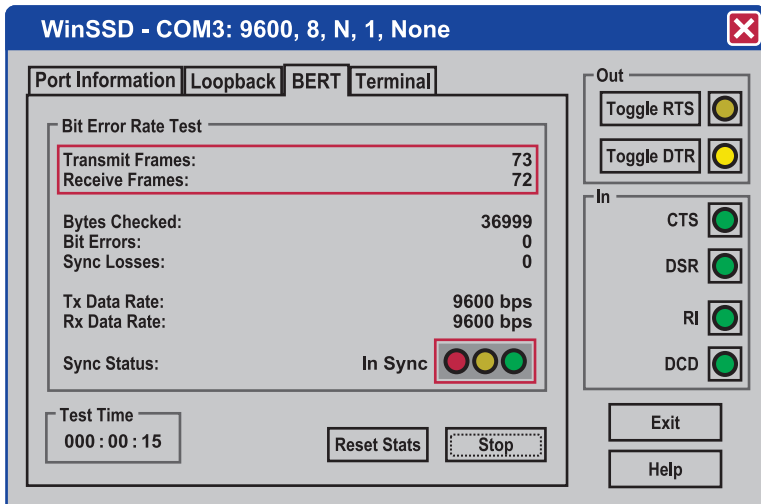 WinSSD - COM3: 9600, 8, N, 1, None
Port Information Loopback BERT Terminal
Bit Error Rate Test
Transmit Frames: 73
Receive Frames: 72
Bytes Checked: 36999
Bit Errors: 0
Sync Losses: 0
Tx Data Rate: 9600 bps
Rx Data Rate: 9600 bps
Sync Status: In Sync
Test Time
000 : 00 : 15
Reset Stats Stop
Out
Toggle RTS
Toggle DTR
In
CTS
DSR
RI
DCD
Exit
Help